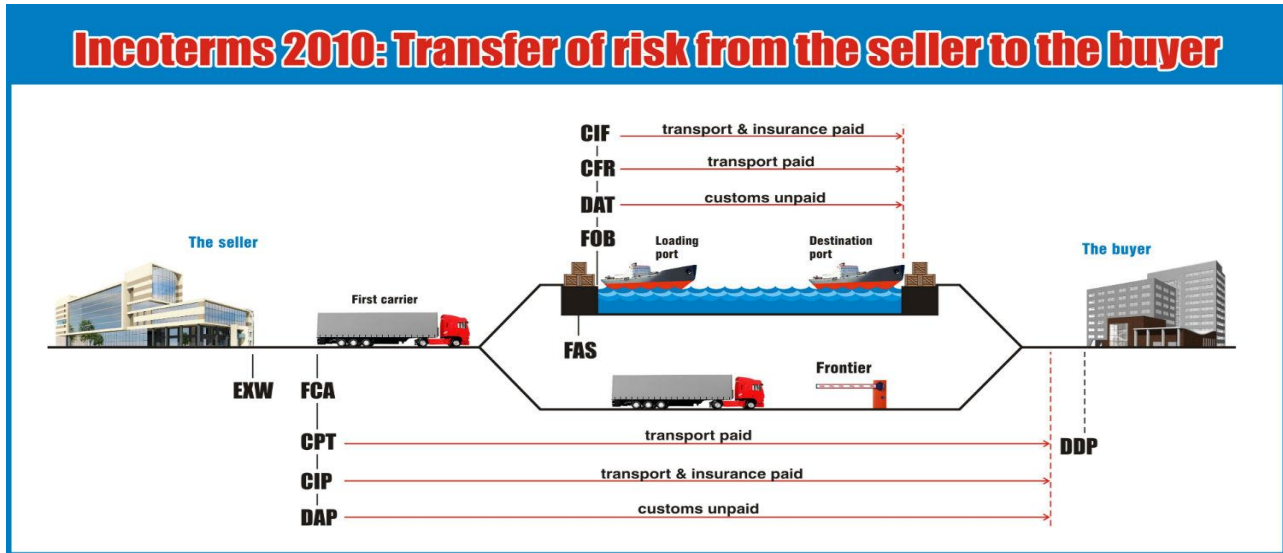 Incoterms 2010: Transfer of risk from the seller to the buyer
CIF transport & insurance paid
CFR transport paid
DAT customs unpaid
FOB
The seller
Loading
port
Destination
port
The buyer
First carrier
FAS
Frontier
EXW
FCA
CPT transport paid
DDP
CIP transport & insurance paid
DAP customs unpaid